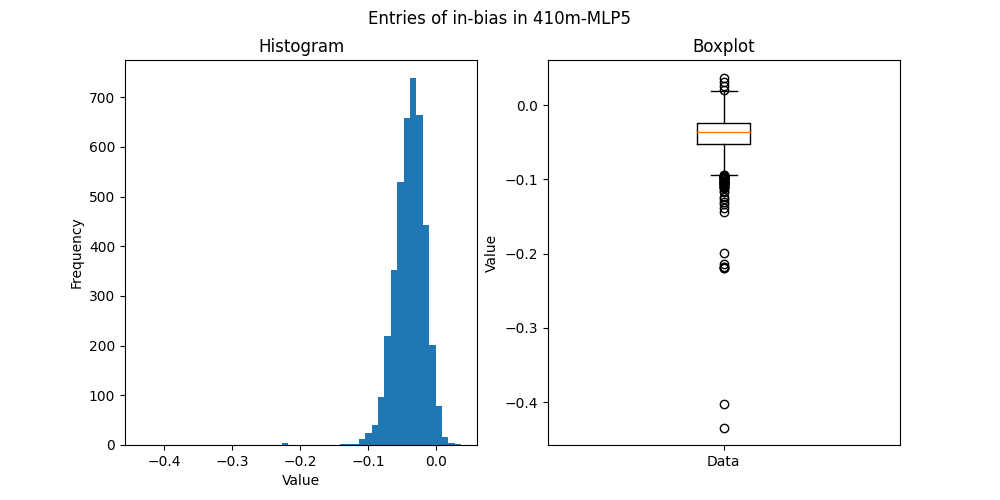 Entries of in-bias in 410m-MLP5
Histogram
Frequency
700
600
500
400
300
200
100
0
−0.4
−0.3
−0.2
−0.1
0.0
Value
Boxplot
Value
0.0
−0.1
−0.2
−0.3
−0.4
Data